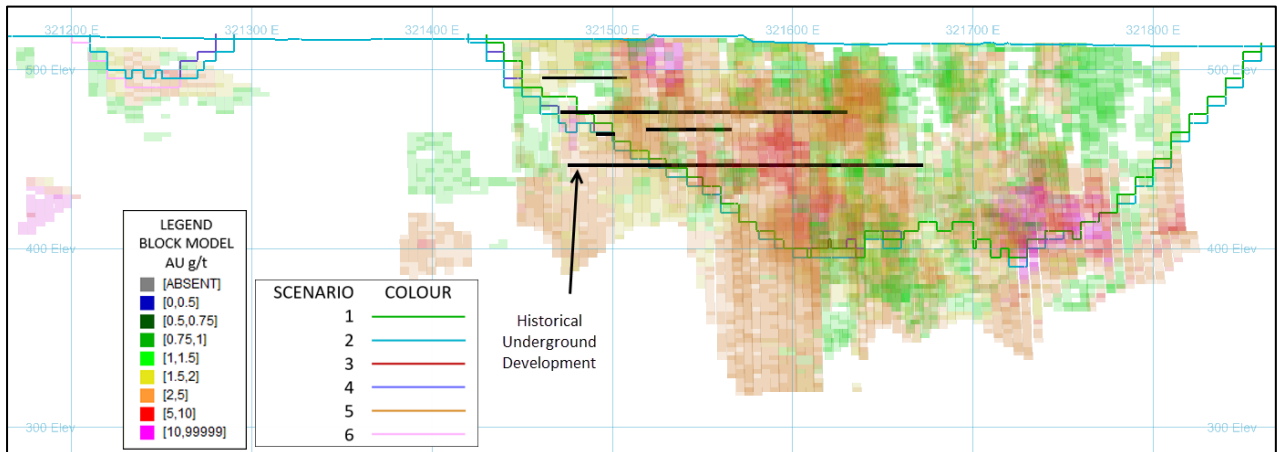 321200 E
321300 E
321400 E
321500 E
321600 E
321700 E
321800 E
500 Elev
500 Elev
400 Elev
400 Elev
300 Elev
300 Elev
LEGEND
BLOCK MODEL
AU g/t
[ABSENT]
[0,0.5]
[0.5,0.75]
[0.75,1]
[1,1.5]
[1.5,2]
[2,5]
[5,10]
[10,99999]
SCENARIO COLOUR
1
2
3
4
5
6
Historical
Underground
Development